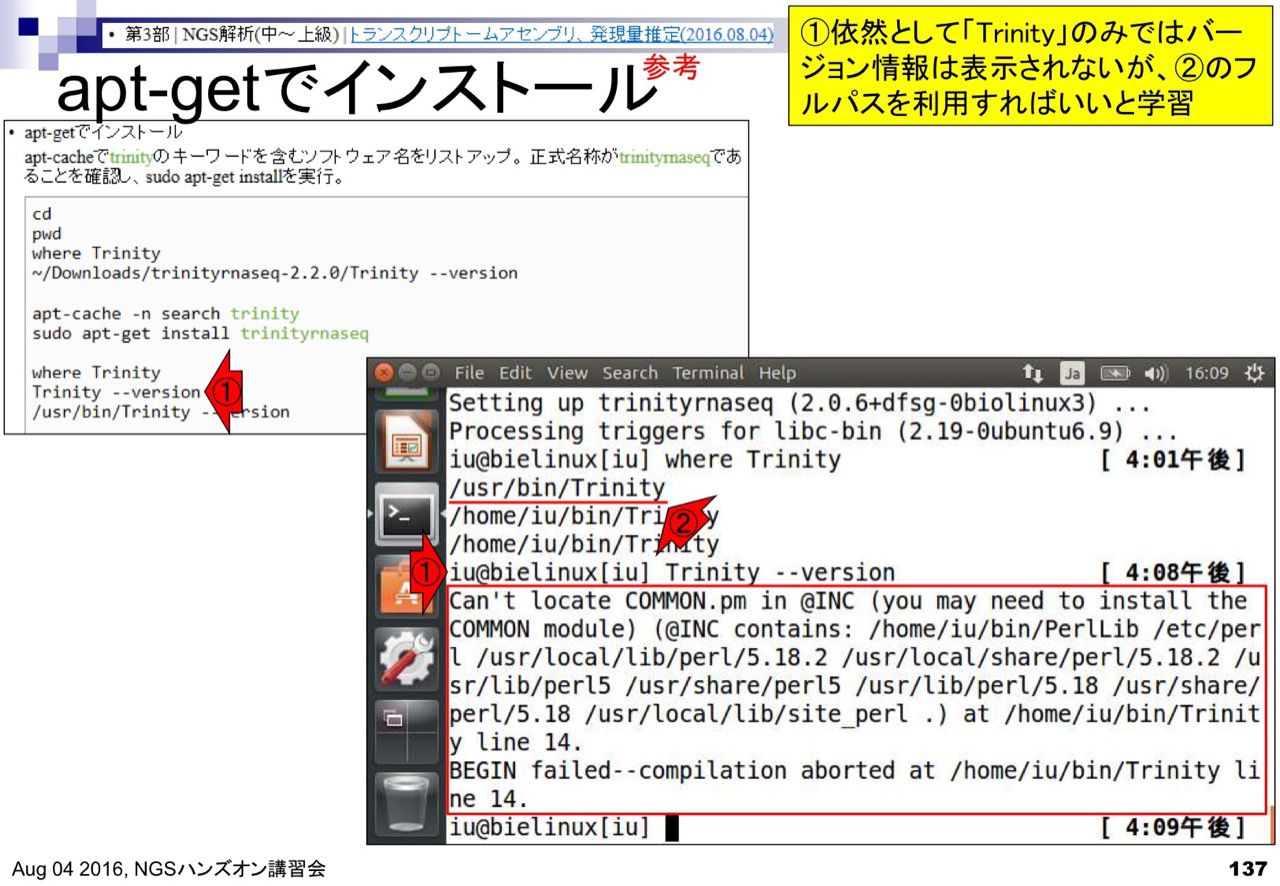 • 第3部 | NGS解析(中～上級) | トランスクリプトームアセンブリ、発現量推定(2016.08.04)
apt-getでインストール
参考
①依然として「Trinity」のみではバー
ジョン情報は表示されないが、②のフ
ルパスを利用すればいいと学習
• apt-getでインストール
apt-cacheでtrinityのキーワードを含むソフトウェア名をリストアップ。正式名称がtrinityrnaseqであ
ることを確認し、sudo apt-get installを実行。
cd
pwd
where Trinity
~/Downloads/trinityrnaseq-2.2.0/Trinity --version
apt-cache -n search trinity
sudo apt-get install trinityrnaseq
where Trinity
Trinity --version
①
/usr/bin/Trinity --version
File Edit View Search Terminal Help
Ja
16:09
Setting up trinityrnaseq (2.0.6+dfsg-0biolinux3) ...
Processing triggers for libc-bin (2.19-0ubuntu6.9) ...
iu@bielinux[iu] where Trinity [ 4:01午後]
/usr/bin/Trinity
/home/iu/bin/Trinity
②
/home/iu/bin/Trinity
①
iu@bielinux[iu] Trinity --version [ 4:08午後]
Can't locate COMMON.pm in @INC (you may need to install the
COMMON module) (@INC contains: /home/iu/bin/PerlLib /etc/per
l /usr/local/lib/perl/5.18.2 /usr/local/share/perl/5.18.2 /u
sr/lib/perl5 /usr/share/perl5 /usr/lib/perl/5.18 /usr/share/
perl/5.18 /usr/local/lib/site_perl .) at /home/iu/bin/Trinit
y line 14.
BEGIN failed--compilation aborted at /home/iu/bin/Trinity li
ne 14.
iu@bielinux[iu] [ 4:09午後]
Aug 04 2016, NGSハンズオン講習会
137